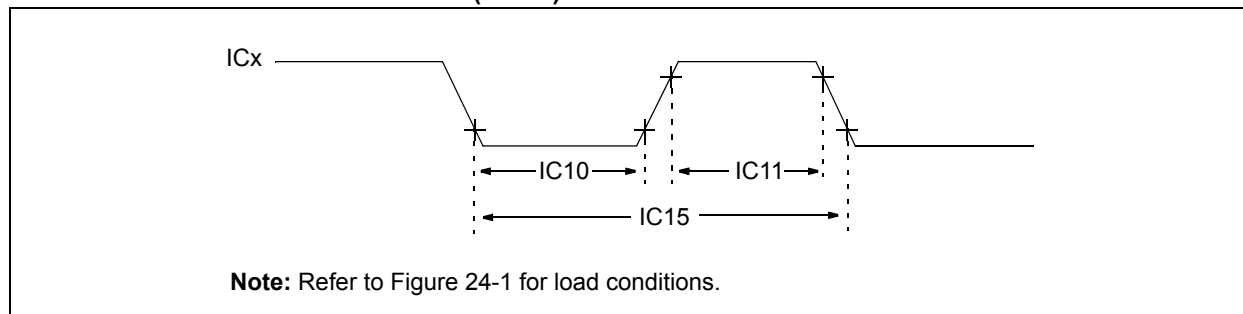 ICx
IC10
IC11
IC15
Note: Refer to Figure 24-1 for load conditions.